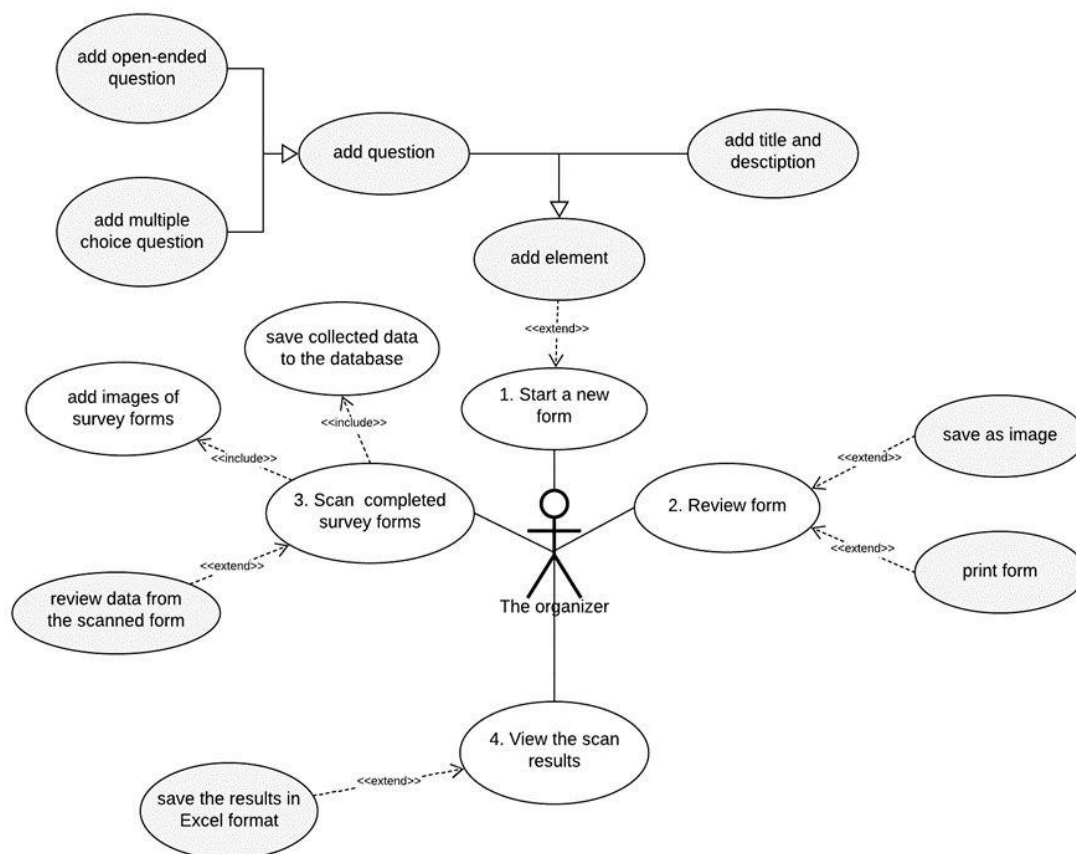 add open-ended
question
add question
add title and
desctiption
add multiple
choice question
add element
<<extend>>
save collected data
to the database
1. Start a new
form
add images of
survey forms
<<include>>
<<include>>
save as image
<<extend>>
3. Scan completed
survey forms
2. Review form
<<extend>>
<<extend>>
print form
review data from
the scanned form
The organizer
4. View the scan
results
<<extend>>
save the results in
Excel format